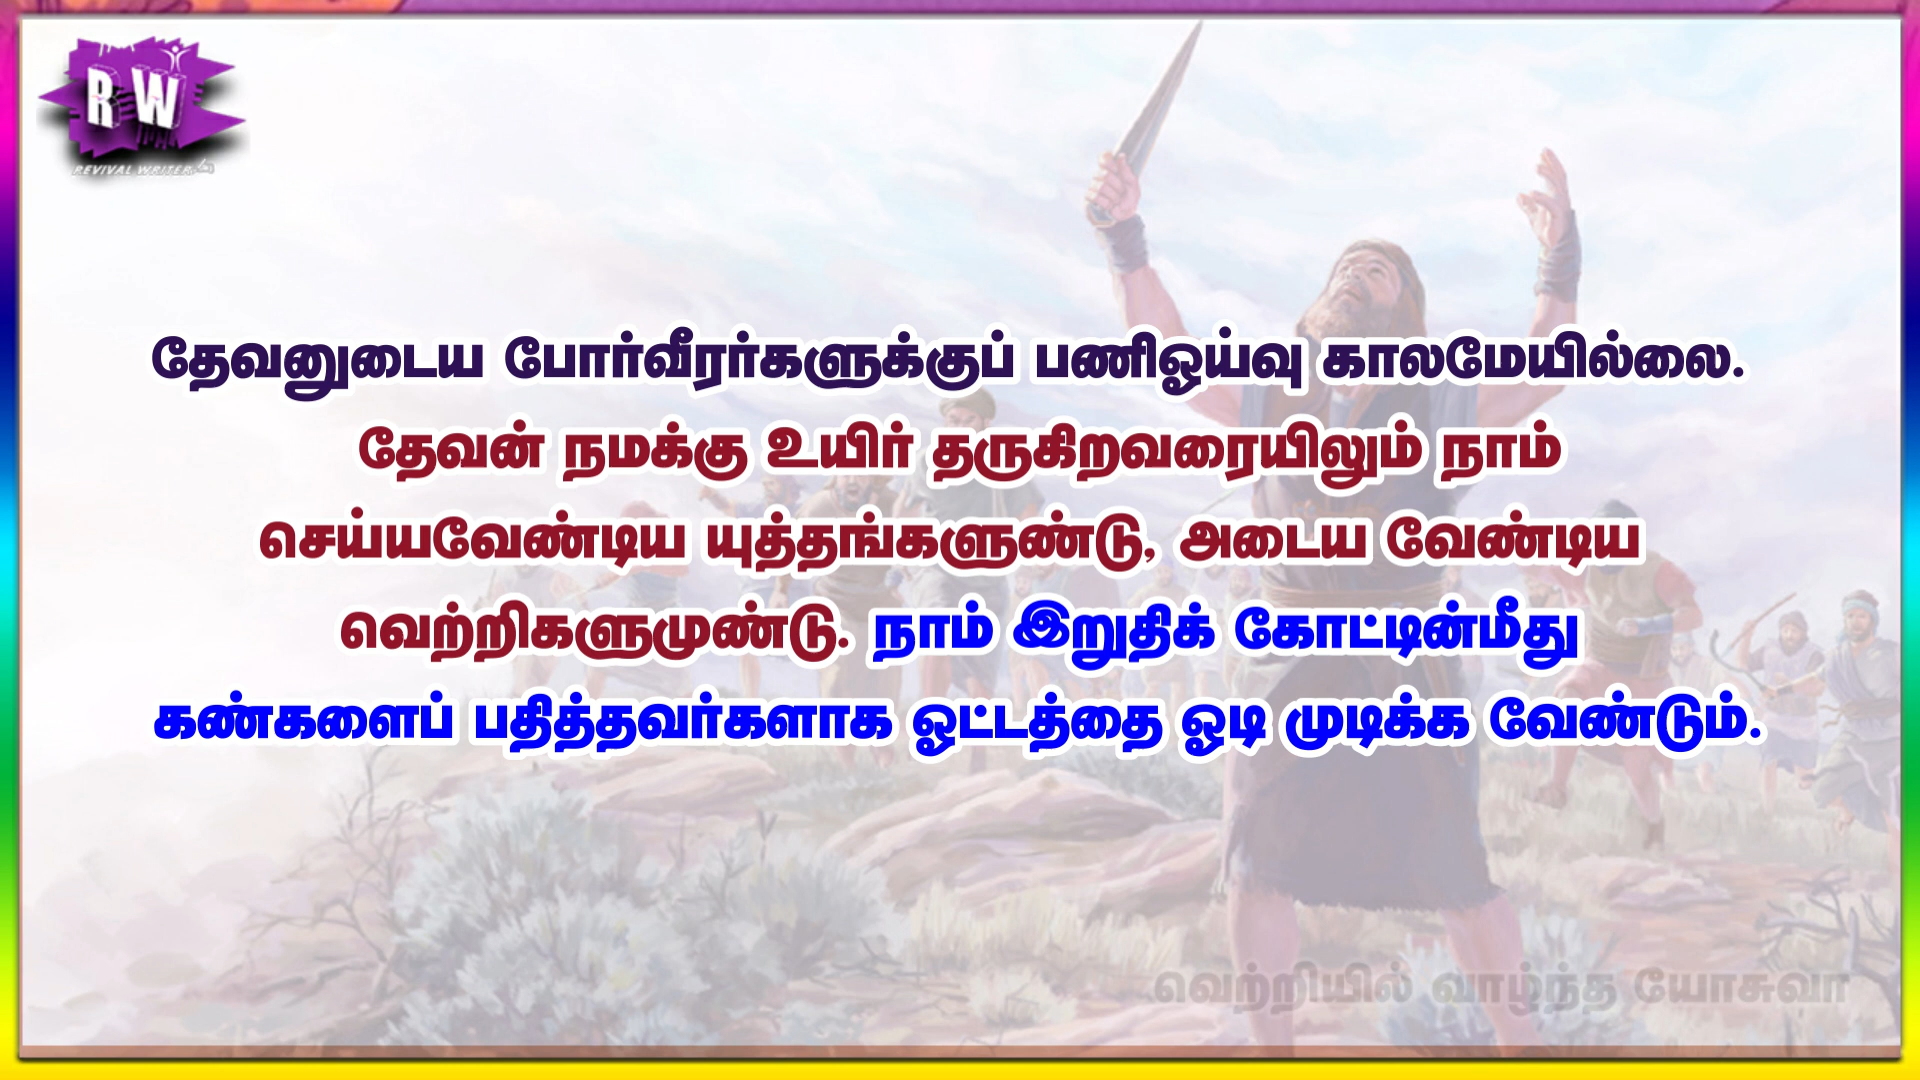 RW
REVIVAL WRITER
தேவனுடைய போர்வீரர்களுக்குப் பணிஓய்வு காலமேயில்லை.
தேவன் நமக்கு உயிர் தருகிறவரையிலும் நாம்
செய்யவேண்டிய யுத்தங்களுண்டு, அடைய வேண்டிய
வெற்றிகளுமுண்டு. நாம் இறுதிக் கோட்டின்மீது
கண்களைப் பதித்தவர்களாக ஓட்டத்தை ஓடி முடிக்க வேண்டும்.
வெற்றியில் வாழ்ந்த யோசுவா